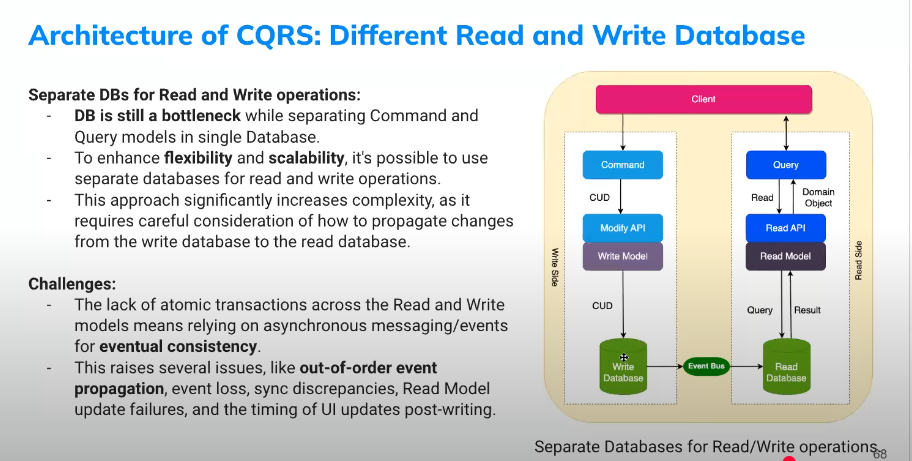 Architecture of CQRS: Different Read and Write Database
Separate DBs for Read and Write operations:
- DB is still a bottleneck while separating Command and
Query models in single Database.
- To enhance flexibility and scalability, it's possible to use
separate databases for read and write operations.
- This approach significantly increases complexity, as it
requires careful consideration of how to propagate changes
from the write database to the read database.
Challenges:
- The lack of atomic transactions across the Read and Write
models means relying on asynchronous messaging/events
for eventual consistency.
- This raises several issues, like out-of-order event
propagation, event loss, sync discrepancies, Read Model
update failures, and the timing of UI updates post-writing.
Client
Command
CUD
Modify API
Write Model
CUD
Write
Database
Write Side
Event Bus
Query
Read
Domain
Object
Read API
Read Model
Query
Result
Read
Database
Read Side
Separate Databases for Read/Write operations
68